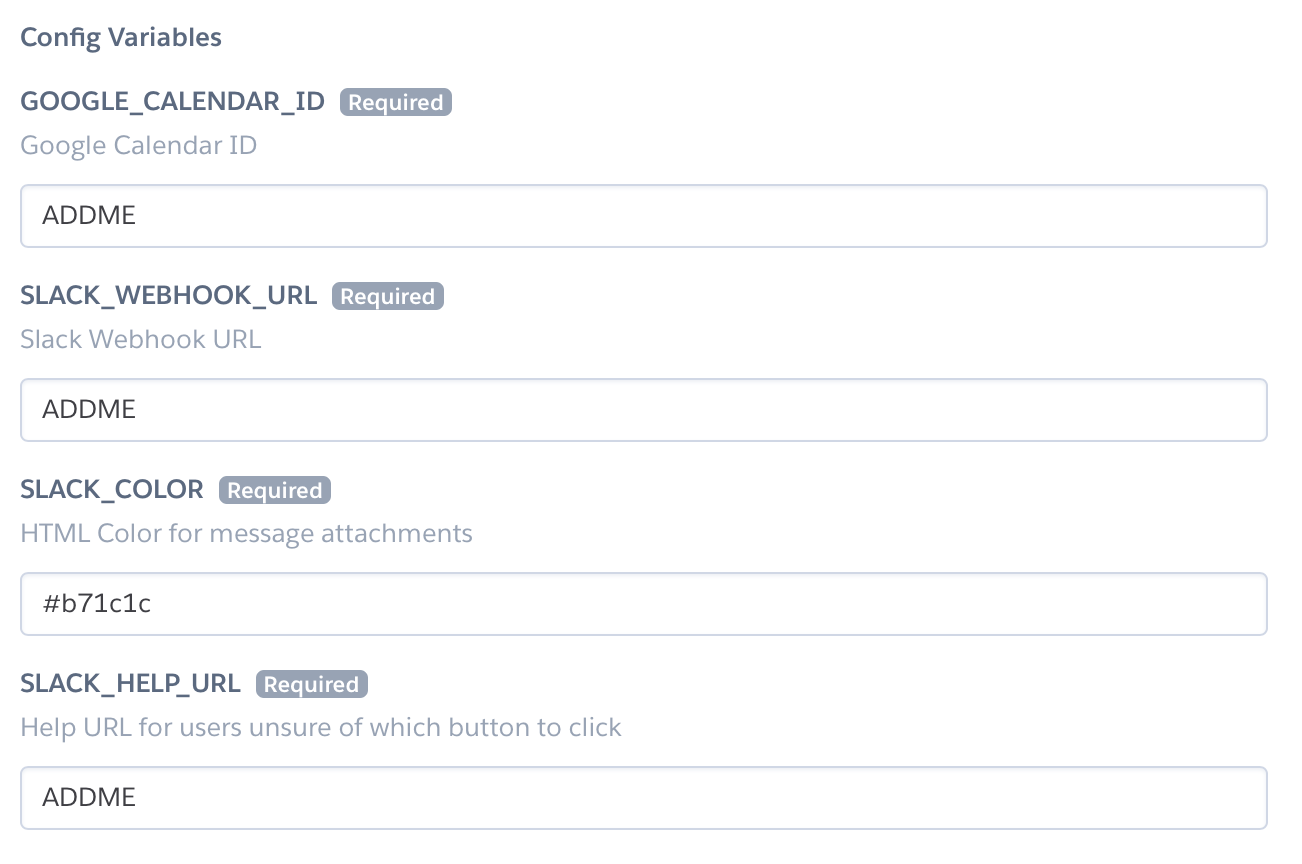 Config Variables
GOOGLE_CALENDAR_ID Required
Google Calendar ID
ADDME
SLACK_WEBHOOK_URL Required
Slack Webhook URL
ADDME
SLACK_COLOR Required
HTML Color for message attachments
#b71c1c
SLACK_HELP_URL Required
Help URL for users unsure of which button to click
ADDME